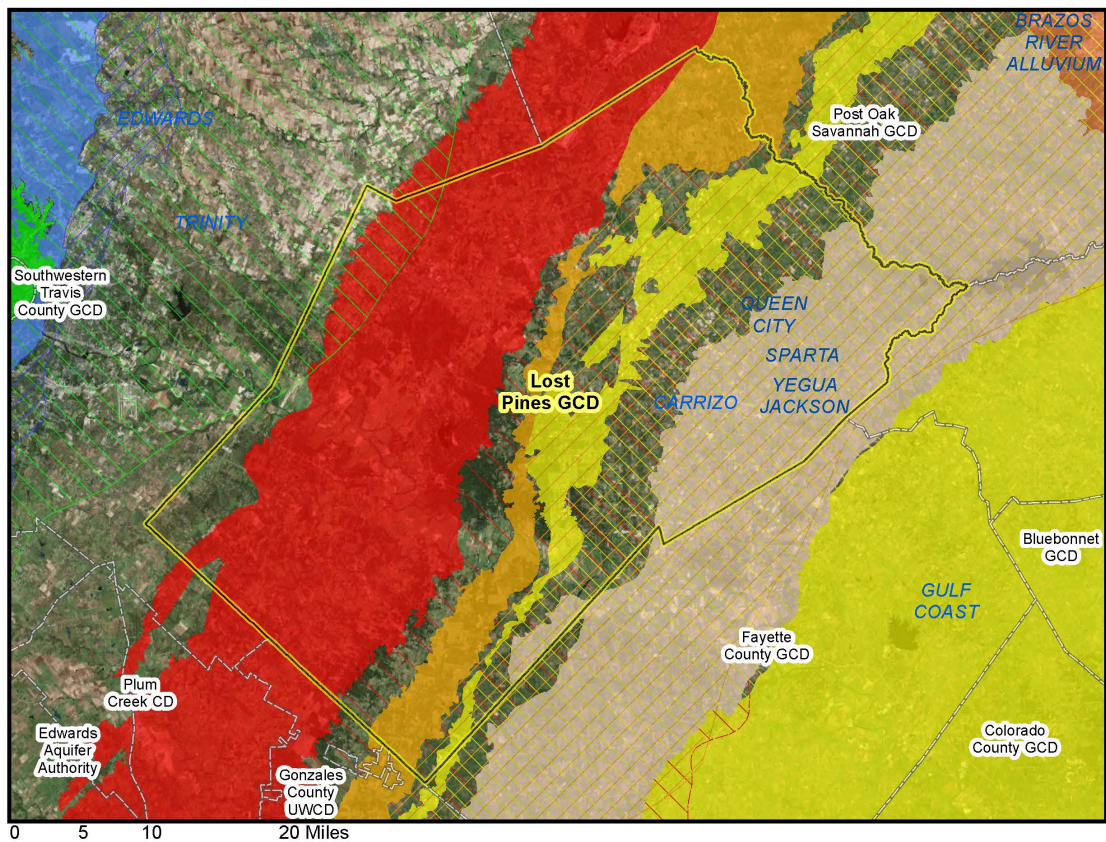 BRAZOS
RIVER
ALLUVIUM
EDWARDS
Post Oak
Savannah GCD
TRINITY
Southwestern
Travis
County GCD
QUEEN
CITY
SPARTA
Lost
Pines GCD
CARRIZO
YEGUA
JACKSON
Bluebonnet
GCD
GULF
COAST
Fayette
County GCD
Plum
Creek CD
Edwards
Aquifer
Authority
Colorado
County GCD
Gonzales
County
UWCD
0 5 10 20 Miles